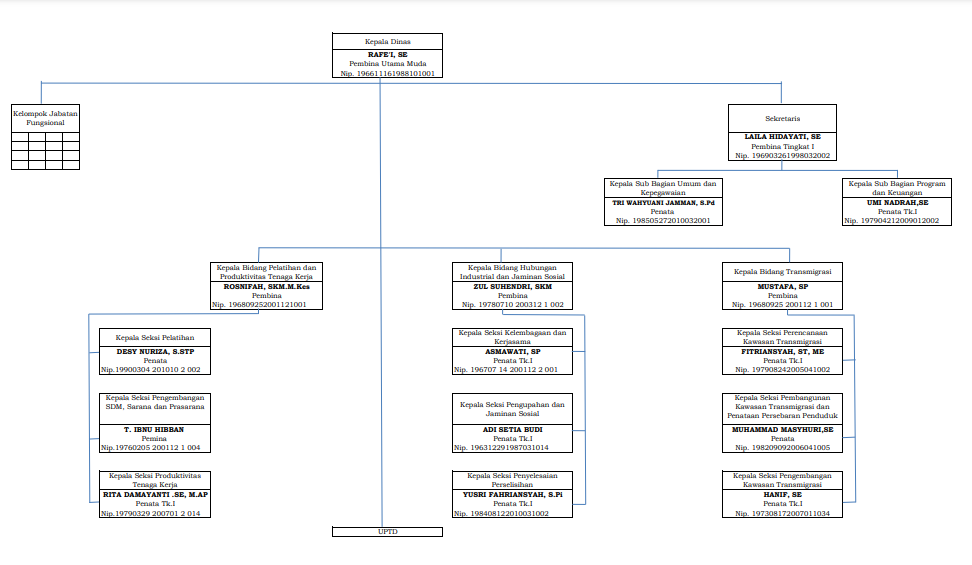 Kepala Dinas
RAFE'I, SE
Pembina Utama Muda
Nip. 196611161988101001
Kelompok Jabatan
Fungsional
Sekretaris
LAILA HIDAYATI, SE
Pembina Tingkat I
Nip. 196903261998032002
Kepala Sub Bagian Umum dan
Kepegawaian
TRI WAHYUANI JAMMAN, S.Pd
Penata
Nip. 198505272010032001
Kepala Sub Bagian Program
dan Keuangan
UMI NADRAH,SE
Penata Tk.I
Nip. 197904212009012002
Kepala Bidang Pelatihan dan
Produktivitas Tenaga Kerja
ROSNIFAH, SKM.M.Kes
Pembina
Nip. 196809252001121001
Kepala Bidang Hubungan
Industrial dan Jaminan Sosial
ZUL SUHENDRI, SKM
Pembina
Nip. 19780710 200312 1 002
Kepala Bidang Transmigrasi
MUSTAFA, SP
Pembina
Nip. 19680925 200112 1 001
Kepala Seksi Pelatihan
DESY NURIZA, S.STP
Penata
Nip.19900304 201010 2 002
Kepala Seksi Kelembagaan dan
Kerjasama
ASMAWATI, SP
Penata Tk.I
Nip. 196707 14 200112 2 001
Kepala Seksi Perencanaan
Kawasan Transmigrasi
FITRIANSYAH, ST, ME
Penata Tk.I
Nip. 197908242005041002
Kepala Seksi Pengembangan
SDM, Sarana dan Prasarana
T. IBNU HIBBAN
Pemina
Nip.19760205 200112 1 004
Kepala Seksi Pengupahan dan
Jaminan Sosial
ADI SETIA BUDI
Penata Tk.I
Nip. 196312291987031014
Kepala Seksi Pembangunan
Kawasan Transmigrasi dan
Penataan Persebaran Penduduk
MUHAMMAD MASYHURI,SE
Penata
Nip. 198209092006041005
Kepala Seksi Produktivitas
Tenaga Kerja
RITA DAMAYANTI .SE, M.AP
Penata Tk.I
Nip.19790329 200701 2 014
Kepala Seksi Penyelesaian
Perselisihan
YUSRI FAHRIANSYAH, S.Pi
Penata Tk.I
Nip. 198408122010031002
Kepala Seksi Pengembangan
Kawasan Transmigrasi
HANIF, SE
Penata Tk.I
Nip. 197308172007011034
UPTD